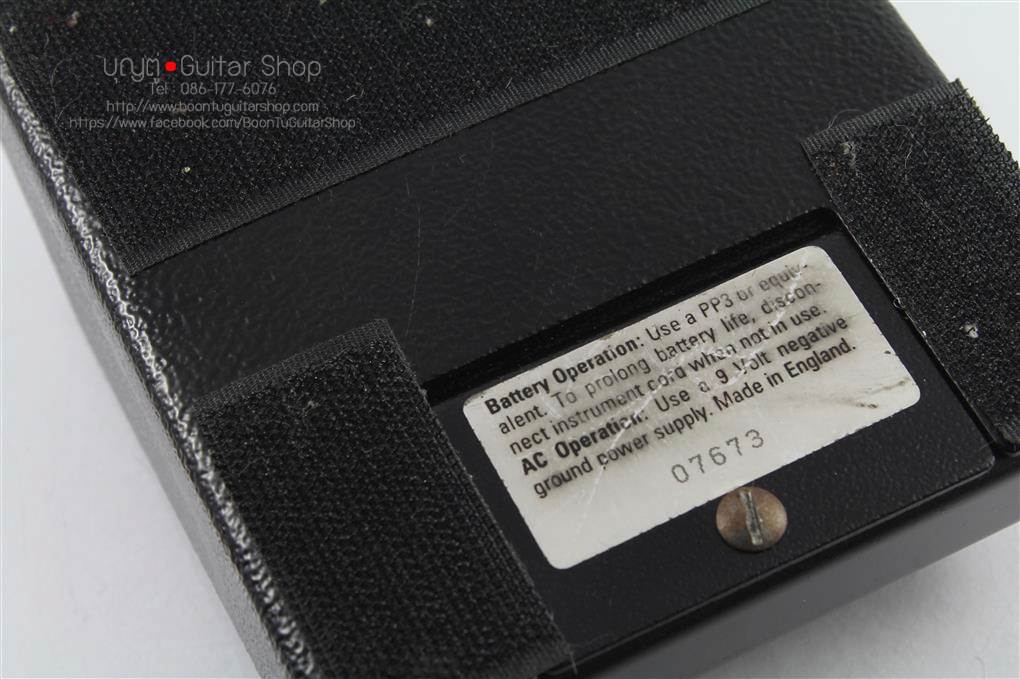 บุญตู่•Guitar Shop
Tel : 086-177-6076
http://www.boontuguitarshop.com
https://www.facebook.com/BoonTuGuitarShop
Battery Operation: Use a PP3 or equiv-
alent. To prolong battery life, discon-
nect instrument cord when not in use.
AC Operation: Use a 9 volt negative
ground power supply. Made in England.
07673